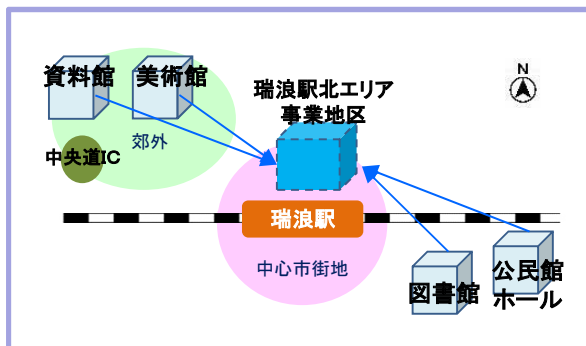 資料館
美術館
瑞浪駅北エリア
事業地区
N
中央道IC
郊外
瑞浪駅
中心市街地
図書館
公民館
ホール